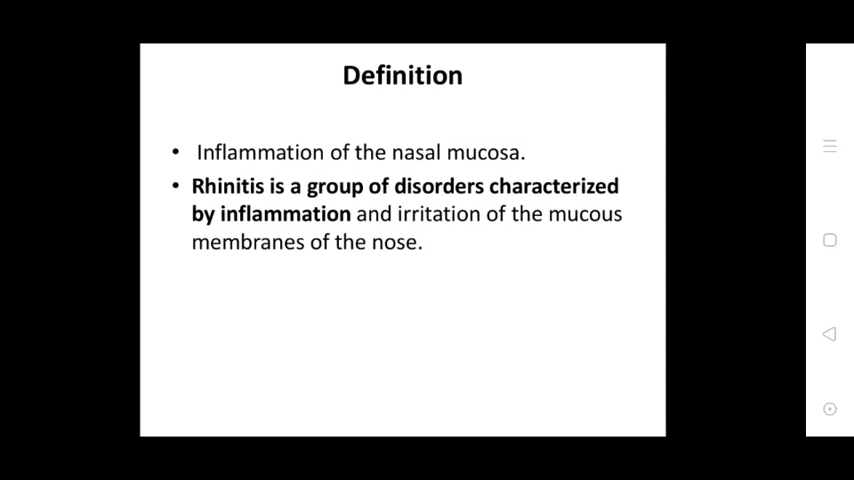 Definition
• Inflammation of the nasal mucosa.
• Rhinitis is a group of disorders characterized
by inflammation and irritation of the mucous
membranes of the nose.